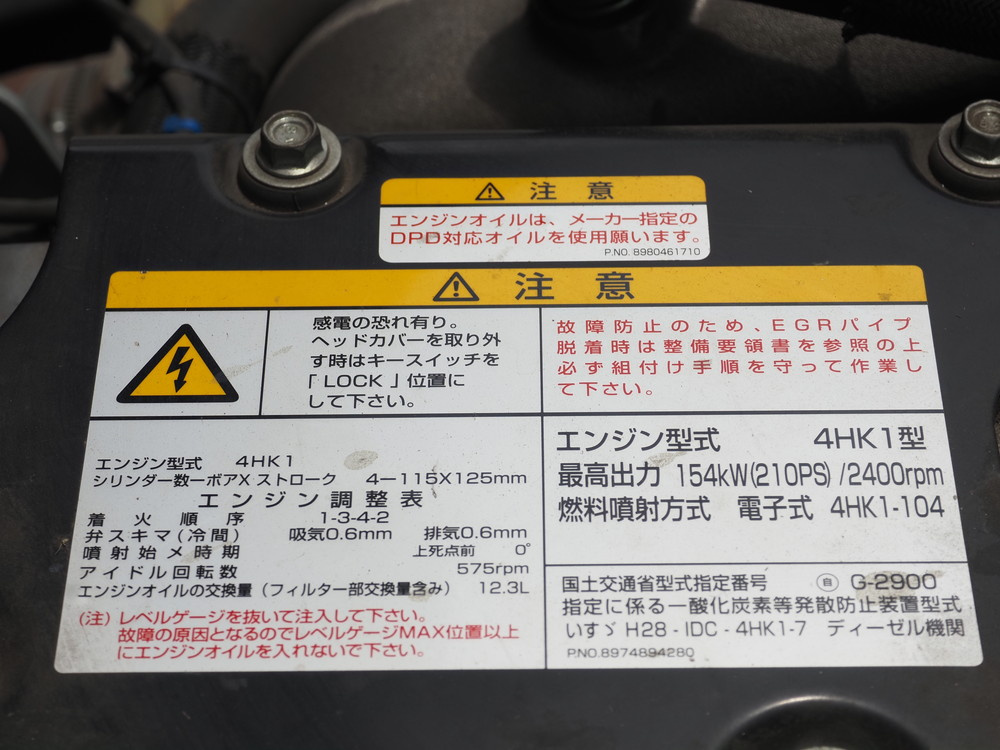 ⚠ 注意
エンジンオイルは、メーカー指定の
DPD対応オイルを使用願います。
P.NO. 8980461710
⚠ 注意
感電の恐れ有り。
ヘッドカバーを取り外
す時はキースイッチを
「LOCK」位置に
して下さい。
故障防止のため、EGRパイプ
脱着時は整備要領書を参照の上
必ず組付け手順を守って作業し
て下さい。
エンジン型式 4HK1
シリンダー数ーボアX ストローク 4ー115X125mm
エンジン調整表
着火順序 1-3-4-2
弁スキマ(冷間) 吸気0.6mm 排気0.6mm
噴射始メ時期 上死点前 0°
アイドル回転数 575rpm
エンジンオイルの交換量 (フィルター部交換量含み) 12.3L
(注) レベルゲージを抜いて注入して下さい。
故障の原因となるのでレベルゲージMAX位置以上
にエンジンオイルを入れないで下さい。
エンジン型式 4HK1型
最高出力 154kW(210PS) /2400rpm
燃料噴射方式 電子式 4HK1-104
国土交通省型式指定番号 ㊀自 G-2900
指定に係る一酸化炭素等発散防止装置型式
いすゞ H28 - IDC - 4HK1-7 ディーゼル機関
P.NO.8974894280